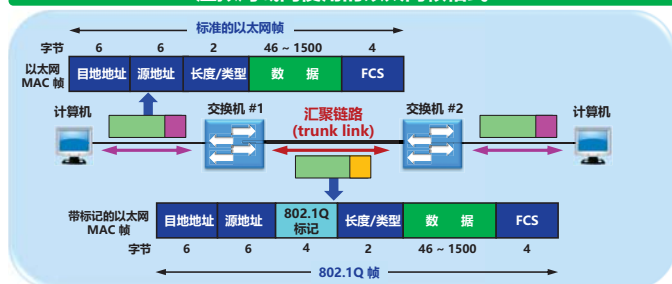 标准的以太网帧
字节 6 6 2 46 ~ 1500 4
以太网
MAC 帧
目地地址 源地址 长度/类型 数 据 FCS
计算机 交换机 #1 汇聚链路 交换机 #2 计算机
(trunk link)
带标记的以太网
MAC 帧
目地地址 源地址 802.1Q
标记 长度/类型 数 据 FCS
字节 6 6 4 2 46 ~ 1500 4
802.1Q 帧